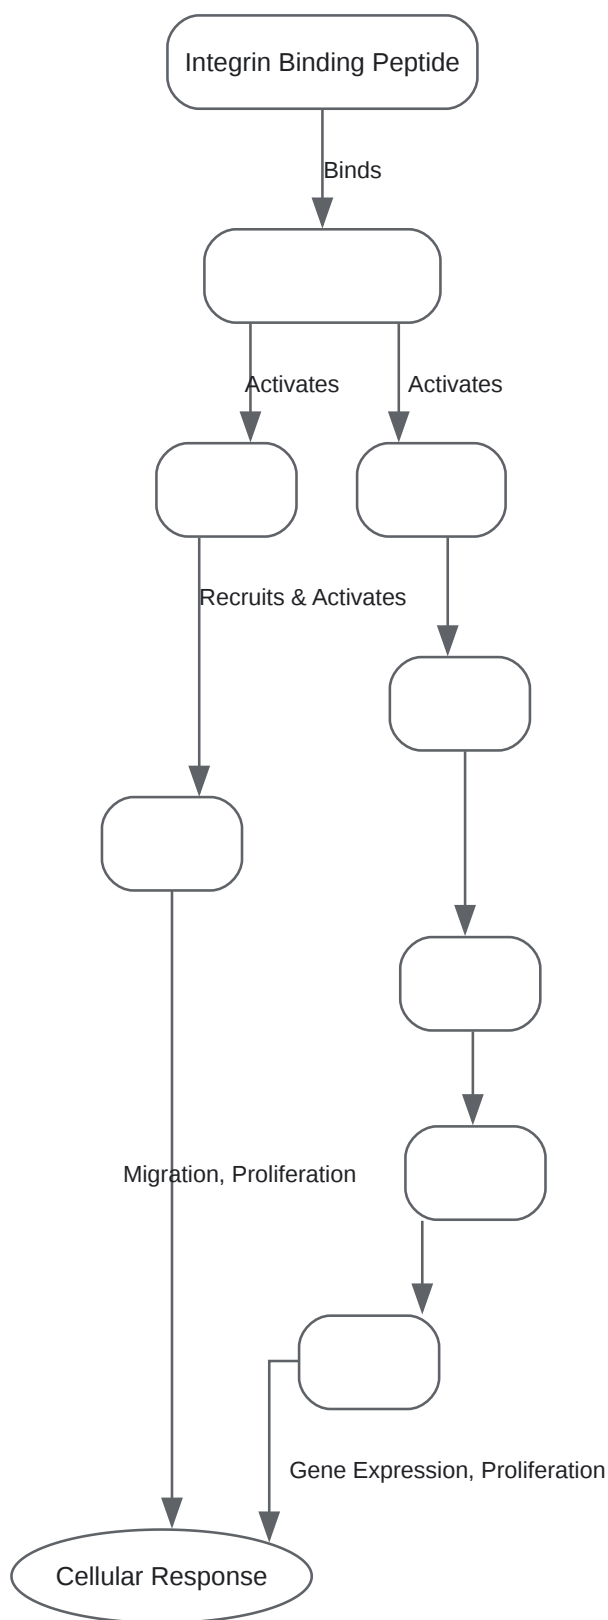 Integrin Binding Peptide
Binds
Activates
Activates
Recruits & Activates
Migration, Proliferation
Gene Expression, Proliferation
Cellular Response